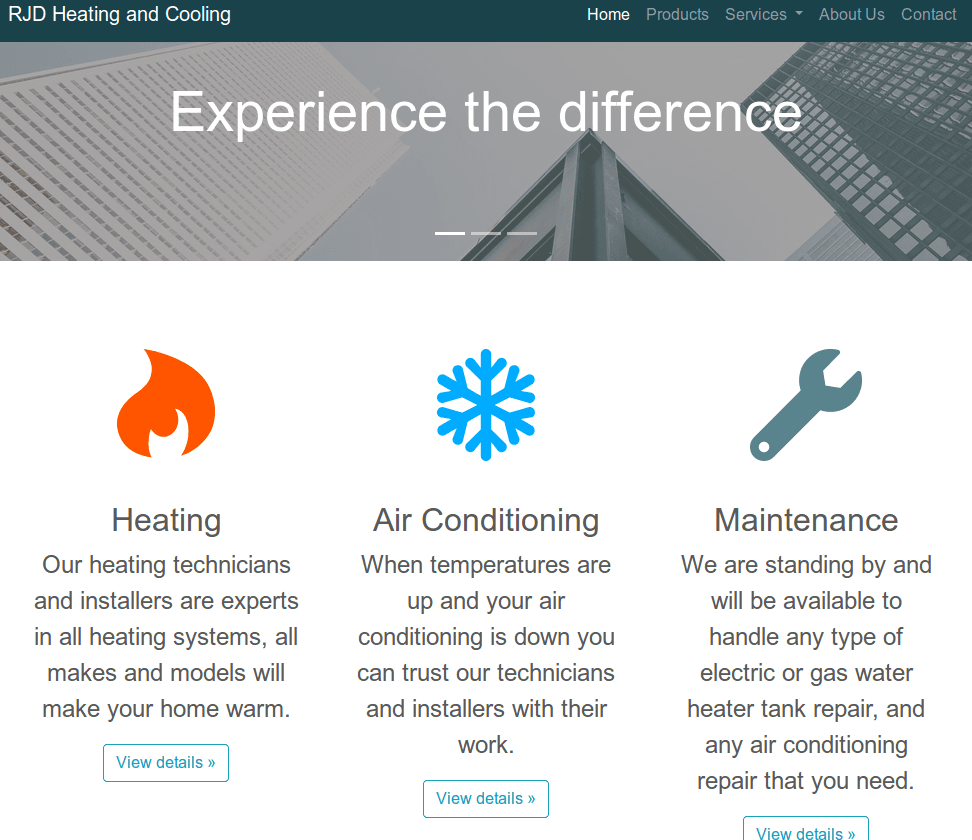 RJD Heating and Cooling Home Products Services About Us Contact
Experience the difference
Heating
Our heating technicians
and installers are experts
in all heating systems, all
makes and models will
make your home warm.
View details »
Air Conditioning
When temperatures are
up and your air
conditioning is down you
can trust our technicians
and installers with their
work.
View details »
Maintenance
We are standing by and
will be available to
handle any type of
electric or gas water
heater tank repair, and
any air conditioning
repair that you need.
View details »